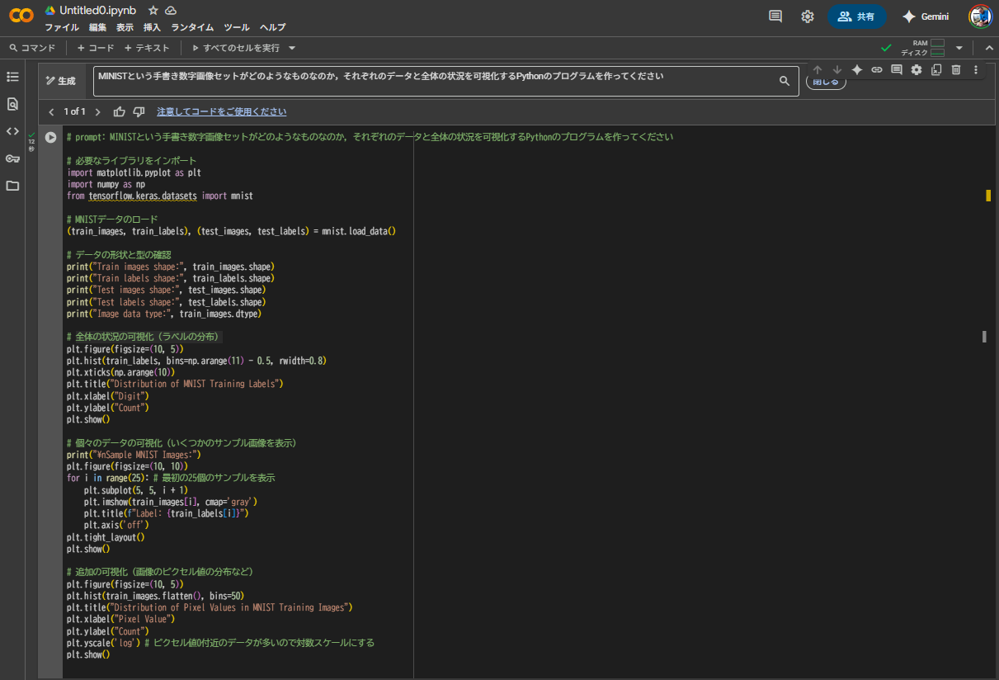 Untitled0.ipynb
ファイル 編集 表示 挿入 ランタイム ツール ヘルプ
共有
Gemini
コマンド + コード + テキスト すべてのセルを実行
RAM
ディスク
生成
MINISTという手書き数字画像セットがどのようなものなのか，それぞれのデータと全体の状況を可視化するPythonのプログラムを作ってください
閉じる
1 of 1 注意してコードをご使用ください
12
秒
# prompt: MINISTという手書き数字画像セットがどのようなものなのか，それぞれのデータと全体の状況を可視化するPythonのプログラムを作ってください
# 必要なライブラリをインポート
import matplotlib.pyplot as plt
import numpy as np
from tensorflow.keras.datasets import mnist
# MNISTデータのロード
(train_images, train_labels), (test_images, test_labels) = mnist.load_data()
# データの形状と型の確認
print("Train images shape:", train_images.shape)
print("Train labels shape:", train_labels.shape)
print("Test images shape:", test_images.shape)
print("Test labels shape:", test_labels.shape)
print("Image data type:", train_images.dtype)
# 全体の状況の可視化（ラベルの分布）
plt.figure(figsize=(10, 5))
plt.hist(train_labels, bins=np.arange(11) - 0.5, rwidth=0.8)
plt.xticks(np.arange(10))
plt.title("Distribution of MNIST Training Labels")
plt.xlabel("Digit")
plt.ylabel("Count")
plt.show()
# 個々のデータの可視化（いくつかのサンプル画像を表示）
print("¥nSample MNIST Images:")
plt.figure(figsize=(10, 10))
for i in range(25): # 最初の25個のサンプルを表示
    plt.subplot(5, 5, i + 1)
    plt.imshow(train_images[i], cmap='gray')
    plt.title(f"Label: {train_labels[i]}")
    plt.axis('off')
plt.tight_layout()
plt.show()
# 追加の可視化（画像のピクセル値の分布など）
plt.figure(figsize=(10, 5))
plt.hist(train_images.flatten(), bins=50)
plt.title("Distribution of Pixel Values in MNIST Training Images")
plt.xlabel("Pixel Value")
plt.ylabel("Count")
plt.yscale('log') # ピクセル値0付近のデータが多いので対数スケールにする
plt.show()